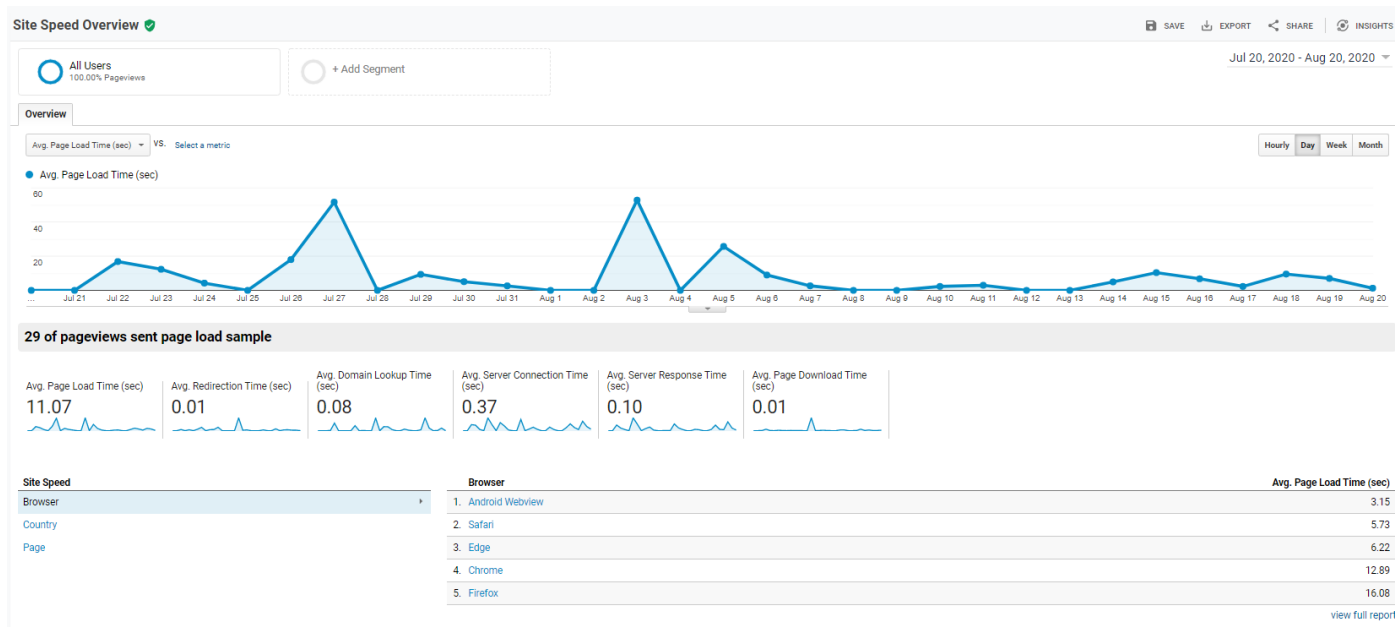 Site Speed Overview
SAVE EXPORT SHARE INSIGHTS
All Users
100.00% Pageviews
+ Add Segment
Jul 20, 2020 - Aug 20, 2020
Overview
Avg. Page Load Time (sec) VS. Select a metric
Hourly Day Week Month
Avg. Page Load Time (sec)
60
40
20
... Jul 21 Jul 22 Jul 23 Jul 24 Jul 25 Jul 26 Jul 27 Jul 28 Jul 29 Jul 30 Jul 31 Aug 1 Aug 2 Aug 3 Aug 4 Aug 5 Aug 6 Aug 7 Aug 8 Aug 9 Aug 10 Aug 11 Aug 12 Aug 13 Aug 14 Aug 15 Aug 16 Aug 17 Aug 18 Aug 19 Aug 20
29 of pageviews sent page load sample
Avg. Page Load Time (sec)
11.07
Avg. Redirection Time (sec)
0.01
Avg. Domain Lookup Time
(sec)
0.08
Avg. Server Connection Time
(sec)
0.37
Avg. Server Response Time
(sec)
0.10
Avg. Page Download Time
(sec)
0.01
Site Speed
Browser
Country
Page
Browser Avg. Page Load Time (sec)
1. Android Webview 3.15
2. Safari 5.73
3. Edge 6.22
4. Chrome 12.89
5. Firefox 16.08
view full report